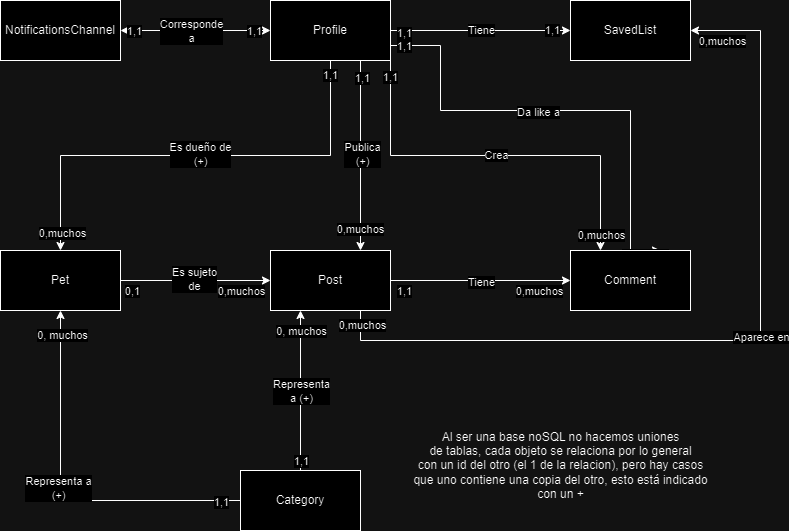 NotificationsChannel
1,1
Corresponde
a
1,1
Profile
1,1
1,1
Tiene
1,1
SavedList
0,muchos
1,1
1,1
1,1
Da like a
Es dueño de
(+)
Publica
(+)
Crea
0,muchos
0,muchos
0,muchos
Pet
0,1
Es sujeto
de
0,muchos
Post
1,1
Tiene
0,muchos
Comment
0, muchos
0, muchos
0,muchos
Aparece en
Representa
a (+)
1,1
Representa a
(+)
1,1
Category
Al ser una base noSQL no hacemos uniones
de tablas, cada objeto se relaciona por lo general
con un id del otro (el 1 de la relacion), pero hay casos
que uno contiene una copia del otro, esto está indicado
con un +